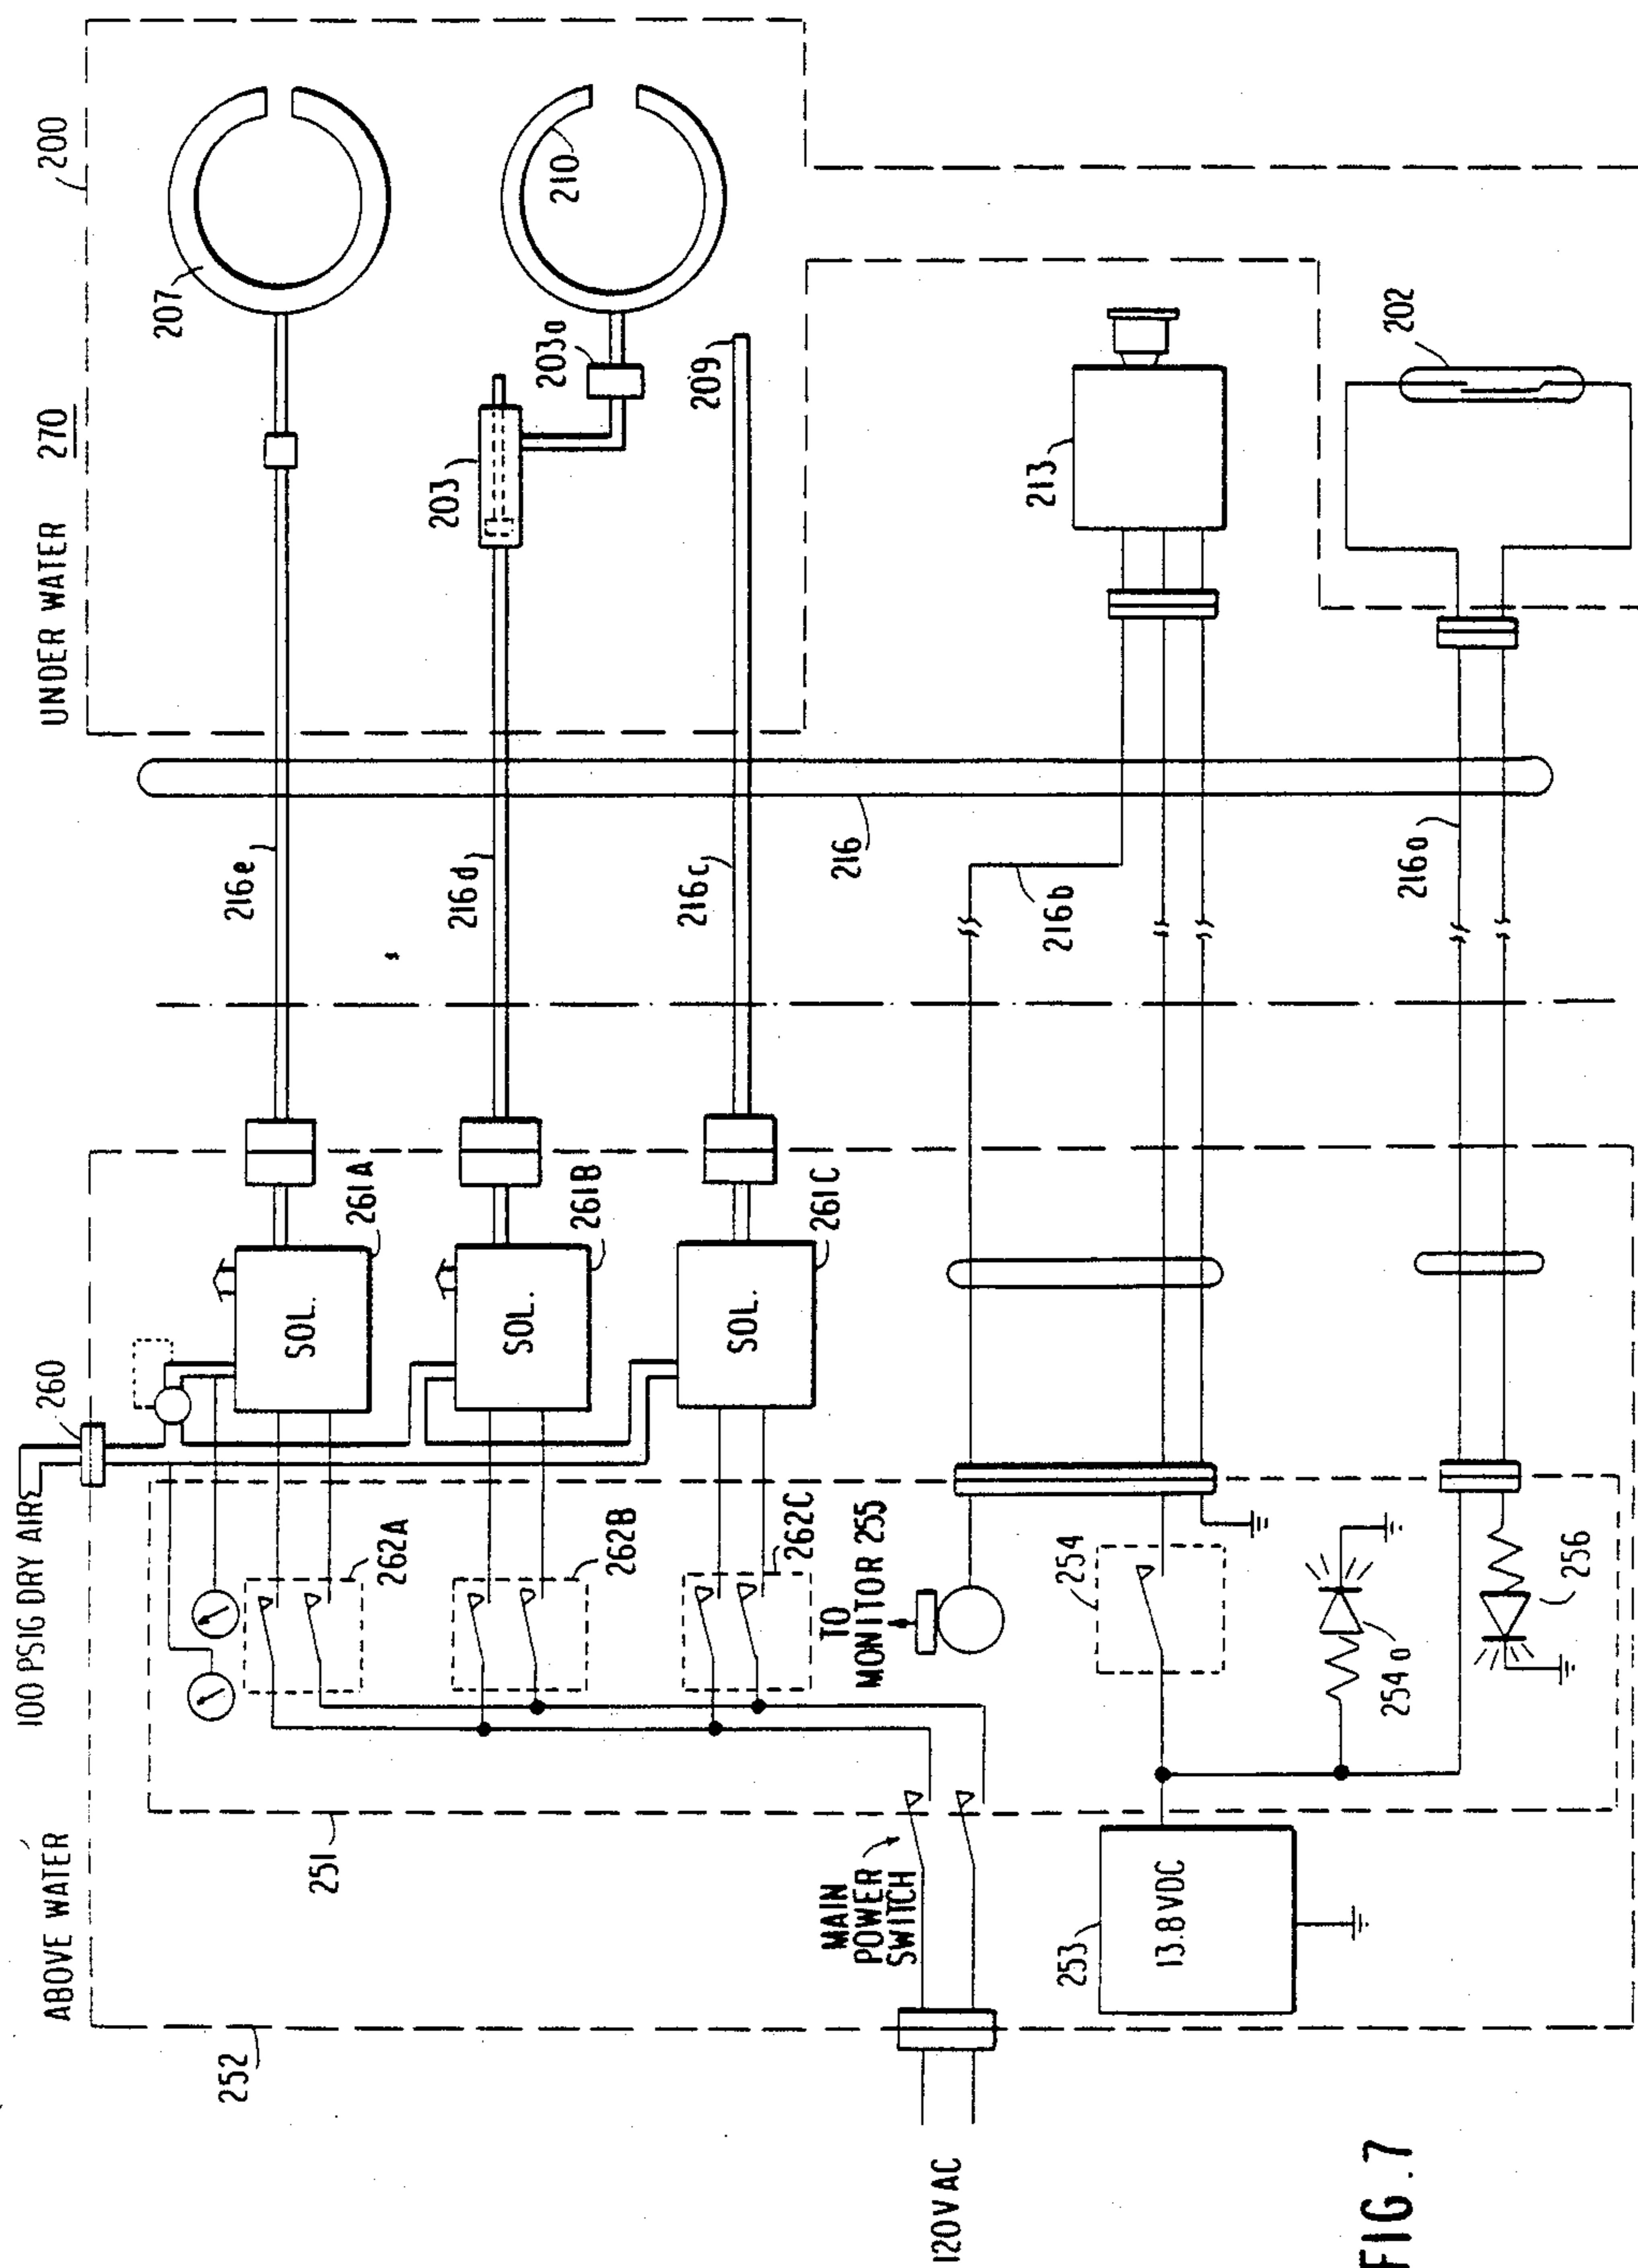 ABOVE WATER
100 PSIG DRY AIR
260
UNDER WATER
270
200
252
251
262A
261A
SOL.
216e
207
262B
261B
SOL.
216d
203
203a
210
262C
261C
SOL.
216c
209
216
120VAC
MAIN
POWER
SWITCH
TO
MONITOR 255
216b
213
253
13.8VDC
254
254a
256
216a
202
FIG.7